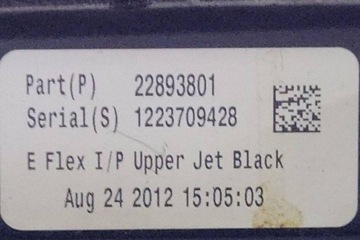 Part(P) 22893801
Serial(S) 1223709428
E Flex I/P Upper Jet Black
Aug 24 2012 15:05:03